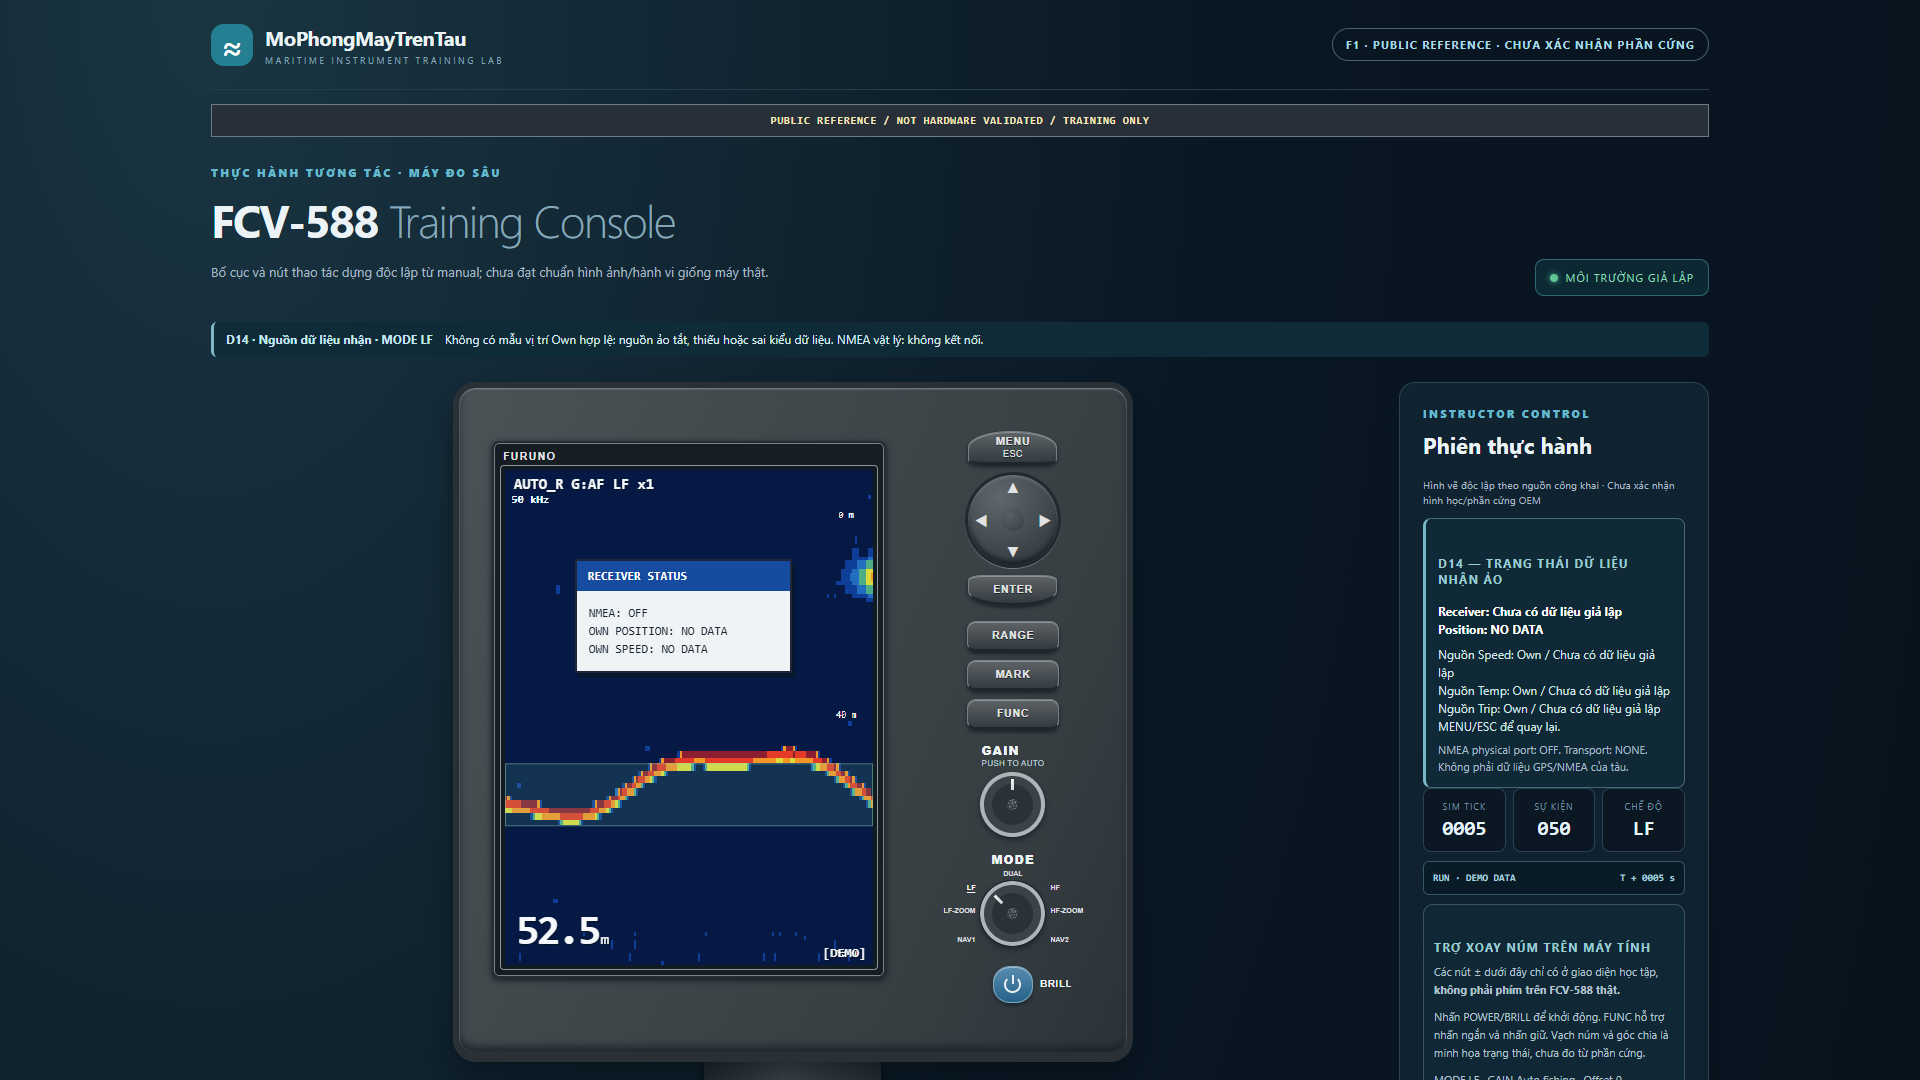 ≈
MoPhongMayTrenTau
MARITIME INSTRUMENT TRAINING LAB
F1 · PUBLIC REFERENCE · CHƯA XÁC NHẬN PHẦN CỨNG
PUBLIC REFERENCE / NOT HARDWARE VALIDATED / TRAINING ONLY
THỰC HÀNH TƯƠNG TÁC · MÁY ĐO SÂU
FCV-588 Training Console
Bố cục và nút thao tác dựng độc lập từ manual; chưa đạt chuẩn hình ảnh/hành vi giống máy thật.
MÔI TRƯỜNG GIẢ LẬP
D14 · Nguồn dữ liệu nhận · MODE LF Không có mẫu vị trí Own hợp lệ: nguồn ảo tắt, thiếu hoặc sai kiểu dữ liệu. NMEA vật lý: không kết nối.
FURUNO
AUTO_R G:AF LF x1
50 kHz
0 m
RECEIVER STATUS
NMEA: OFF
OWN POSITION: NO DATA
OWN SPEED: NO DATA
40 m
52.5m
[DEMO]
MENU
ESC
ENTER
RANGE
MARK
FUNC
GAIN
PUSH TO AUTO
MODE
DUAL
LF
HF
LF-ZOOM
HF-ZOOM
NAV1
NAV2
BRILL
INSTRUCTOR CONTROL
Phiên thực hành
Hình vẽ độc lập theo nguồn công khai · Chưa xác nhận
hình học/phần cứng OEM
D14 — TRẠNG THÁI DỮ LIỆU
NHẬN ẢO
Receiver: Chưa có dữ liệu giả lập
Position: NO DATA
Nguồn Speed: Own / Chưa có dữ liệu giả
lập
Nguồn Temp: Own / Chưa có dữ liệu giả lập
Nguồn Trip: Own / Chưa có dữ liệu giả lập
MENU/ESC để quay lại.
NMEA physical port: OFF. Transport: NONE.
Không phải dữ liệu GPS/NMEA của tàu.
SIM TICK
0005
SỰ KIỆN
050
CHẾ ĐỘ
LF
RUN · DEMO DATA
T + 0005 s
TRỢ XOAY NÚM TRÊN MÁY TÍNH
Các nút ± dưới đây chỉ có ở giao diện học tập,
không phải phím trên FCV-588 thật.
Nhấn POWER/BRILL để khởi động. FUNC hỗ trợ
nhấn ngắn và nhấn giữ. Vạch núm và góc chia là
minh họa trạng thái, chưa đo từ phần cứng.
MODE LF · GAIN Auto fishing · Offset 0